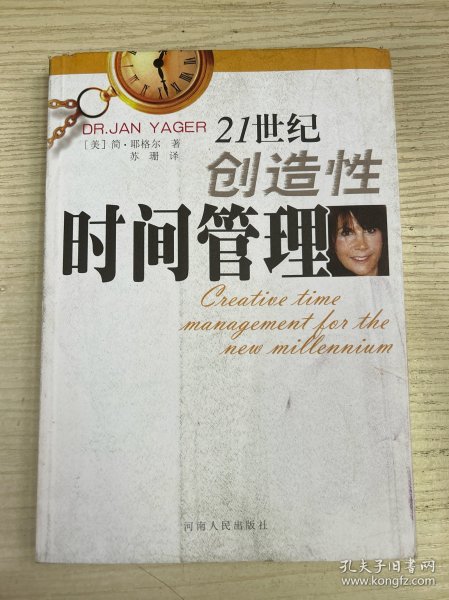 DR.JAN YAGER
[美] 简·耶格尔 著
苏 珊 译
21世纪
创造性
时间管理
Creative time
management for the
new millennium
河南人民出版社
孔夫子旧书网
www.kongfz.com